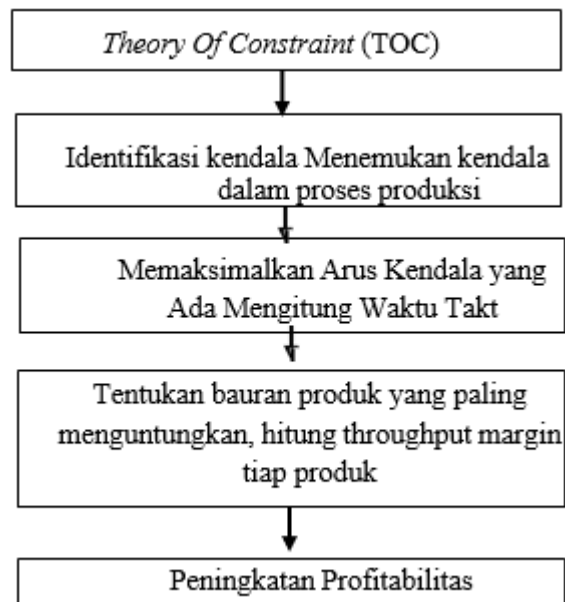 Theory Of Constraint (TOC)
Identifikasi kendala Menemukan kendala
dalam proses produksi
Memaksimalkan Arus Kendala yang
Ada Mengitung Waktu Takt
Tentukan bauran produk yang paling
menguntungkan, hitung throughput margin
tiap produk
Peningkatan Profitabilitas